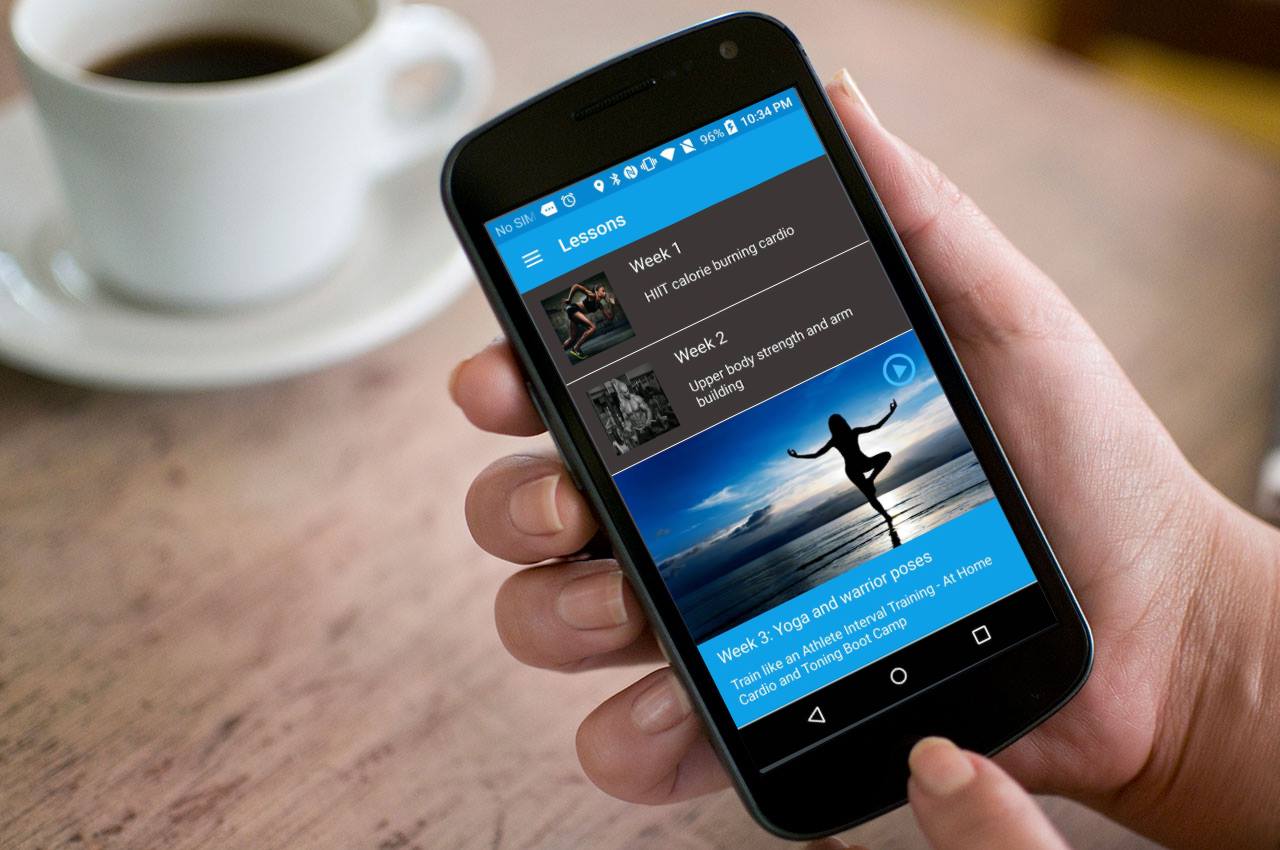 No SIM 96% 10:34 PM
Lessons
Week 1
HIIT calorie burning cardio
Week 2
Upper body strength and arm
building
Week 3: Yoga and warrior poses
Train like an Athlete Interval Training - At Home
Cardio and Toning Boot Camp